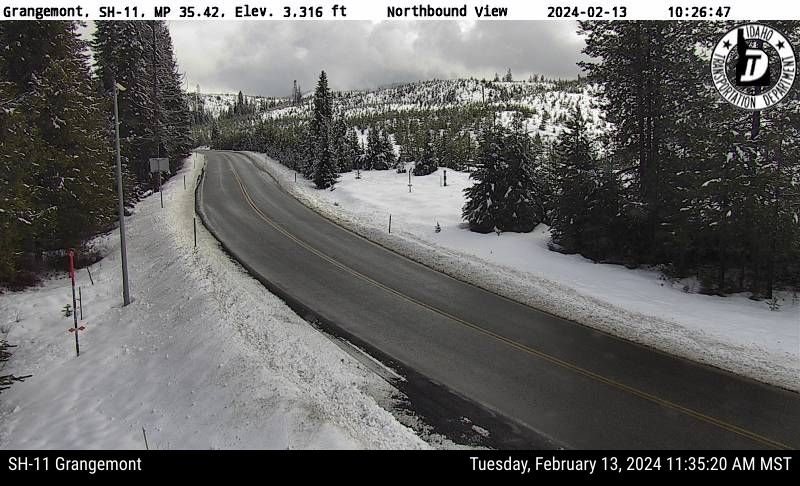 Grangemont, SH-11, MP 35.42, Elev. 3,316 ft Northbound View 2024-02-13 10:26:47
IDAHO
TRANSPORTATION DEPARTMENT
SH-11 Grangemont Tuesday, February 13, 2024 11:35:20 AM MST